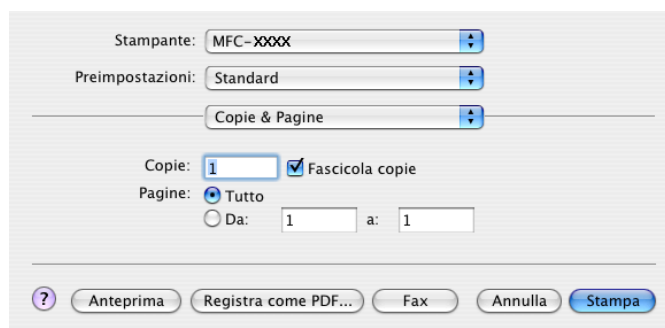 Stampante: MFC-XXXX
Preimpostazioni: Standard
Copie & Pagine
Copie: 1 Fascicola copie
Pagine: Tutto
Da: 1 a: 1
? Anteprima Registra come PDF... Fax Annulla Stampa